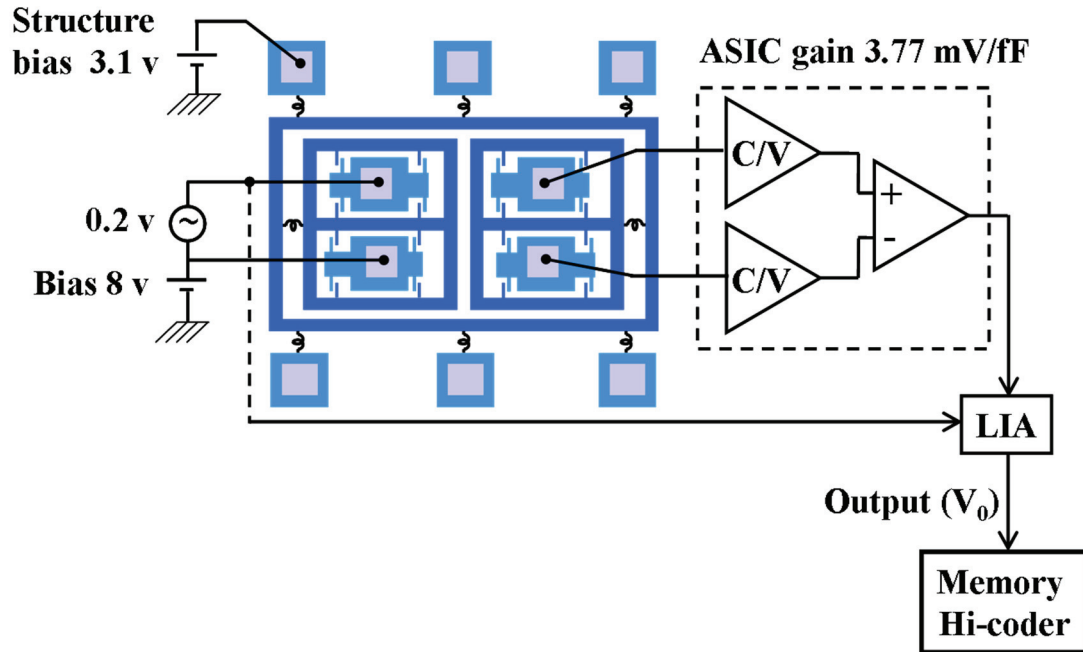 Structure
bias 3.1 v
ASIC gain 3.77 mV/fF
C/V
+
-
C/V
0.2 v
~
Bias 8 v
LIA
Output (V₀)
Memory
Hi-coder